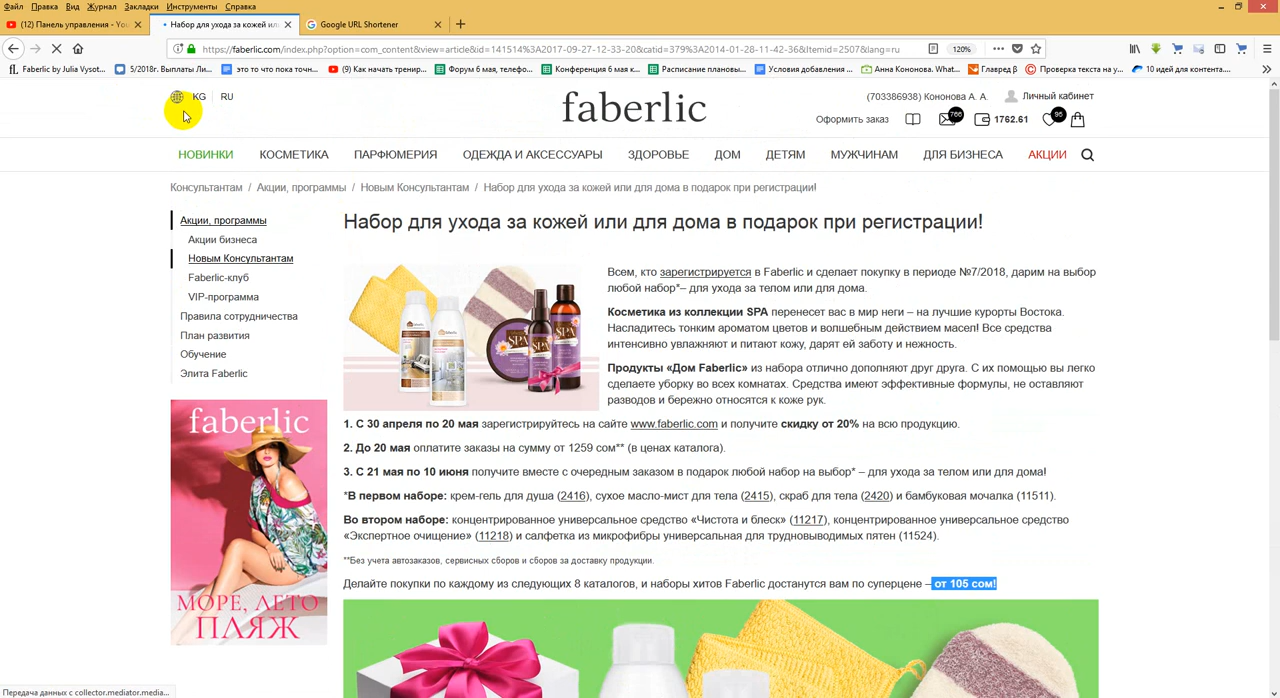 Файл Правка Вид Журнал Закладки Инструменты Справка
(12) Панель управления - You
Набор для ухода за кожей или
Google URL Shortener
https://faberlic.com/index.php?option=com_content&view=article&id=141514%3A2017-09-27-12-33-20&catid=379%3A2014-01-28-11-42-36&Itemid=2507&lang=ru
120%
Faberlic by Julia Vysot...
5/2018г. Выплаты Ли...
это то что пока точн...
(9) Как начать тренир...
Форум 6 мая, телефо...
Конференция 6 мая к...
Расписание плановы...
Условия добавления ...
Анна Кононова. What...
Главред β
Проверка текста на у...
10 идей для контента....
KG RU
faberlic
(703386938) Кононова А. А. Личный кабинет
Оформить заказ 766 1762.61 95
НОВИНКИ КОСМЕТИКА ПАРФЮМЕРИЯ ОДЕЖДА И АКСЕССУАРЫ ЗДОРОВЬЕ ДОМ ДЕТЯМ МУЖЧИНАМ ДЛЯ БИЗНЕСА АКЦИИ
Консультантам / Акции, программы / Новым Консультантам / Набор для ухода за кожей или для дома в подарок при регистрации!
Акции, программы
Акции бизнеса
Новым Консультантам
Faberlic-клуб
VIP-программа
Правила сотрудничества
План развития
Обучение
Элита Faberlic
faberlic
МОРЕ, ЛЕТО
ПЛЯЖ
Набор для ухода за кожей или для дома в подарок при регистрации!
Всем, кто зарегистрируется в Faberlic и сделает покупку в периоде №7/2018, дарим на выбор
любой набор*– для ухода за телом или для дома.
Косметика из коллекции SPA перенесет вас в мир неги – на лучшие курорты Востока.
Насладитесь тонким ароматом цветов и волшебным действием масел! Все средства
интенсивно увлажняют и питают кожу, дарят ей заботу и нежность.
Продукты «Дом Faberlic» из набора отлично дополняют друг друга. С их помощью вы легко
сделаете уборку во всех комнатах. Средства имеют эффективные формулы, не оставляют
разводов и бережно относятся к коже рук.
1. С 30 апреля по 20 мая зарегистрируйтесь на сайте www.faberlic.com и получите скидку от 20% на всю продукцию.
2. До 20 мая оплатите заказы на сумму от 1259 сом** (в ценах каталога).
3. С 21 мая по 10 июня получите вместе с очередным заказом в подарок любой набор на выбор* – для ухода за телом или для дома!
*В первом наборе: крем-гель для душа (2416), сухое масло-мист для тела (2415), скраб для тела (2420) и бамбуковая мочалка (11511).
Во втором наборе: концентрированное универсальное средство «Чистота и блеск» (11217), концентрированное универсальное средство
«Экспертное очищение» (11218) и салфетка из микрофибры универсальная для трудновыводимых пятен (11524).
**Без учета автозаказов, сервисных сборов и сборов за доставку продукции.
Делайте покупки по каждому из следующих 8 каталогов, и наборы хитов Faberlic достанутся вам по суперцене – от 105 сом!
Передача данных с collector.mediator.media...